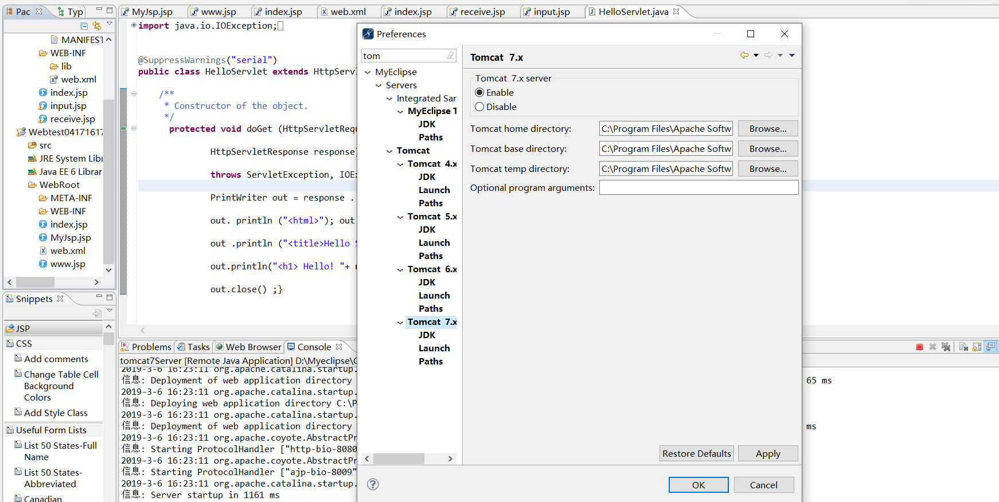 Pac
Typ
MANIFEST
WEB-INF
lib
web.xml
index.jsp
input.jsp
receive.jsp
Webtest04171617
src
JRE System Libr
Java EE 6 Librar
WebRoot
META-INF
WEB-INF
index.jsp
MyJsp.jsp
web.xml
www.jsp
Snippets
JSP
CSS
Add comments
Change Table Cell
Background
Colors
Add Style Class
Useful Form Lists
List 50 States-Full
Name
List 50 States-
Abbreviated
Canadian
MyJsp.jsp
www.jsp
index.jsp
web.xml
index.jsp
receive.jsp
input.jsp
HelloServlet.java
import java.io.IOException;
@SuppressWarnings("serial")
public class HelloServlet extends HttpServl
/**
* Constructor of the object.
*/
protected void doGet (HttpServletRequ
HttpServletResponse response)
throws ServletException, IOEx
PrintWriter out = response .
out. println ("<html>"); out
out .println ("<title>Hello S
out.println("<h1> Hello! "+ n
out.close() ;}
Problems
Tasks
Web Browser
Console
tomcat7Server [Remote Java Application] D:\Myeclipse\C
2019-3-6 16:23:11 org.apache.catalina.startup.
信息: Deployment of web application directory
65 ms
2019-3-6 16:23:11 org.apache.catalina.startup.
信息: Deploying web application directory C:\P
2019-3-6 16:23:11 org.apache.catalina.startup.
信息: Deployment of web application directory
ms
2019-3-6 16:23:11 org.apache.coyote.AbstractPr
信息: Starting ProtocolHandler ["http-bio-8080
2019-3-6 16:23:11 org.apache.coyote.AbstractPr
信息: Starting ProtocolHandler ["ajp-bio-8009"
2019-3-6 16:23:11 org.apache.catalina.startup.
信息: Server startup in 1161 ms
Preferences
tom
MyEclipse
Servers
Integrated Sar
MyEclipse T
JDK
Paths
Tomcat
Tomcat 4.x
JDK
Launch
Paths
Tomcat 5.x
JDK
Launch
Paths
Tomcat 6.x
JDK
Launch
Paths
Tomcat 7.x
JDK
Launch
Paths
Tomcat 7.x
Tomcat 7.x server
Enable
Disable
Tomcat home directory:
C:\Program Files\Apache Softw
Browse...
Tomcat base directory:
C:\Program Files\Apache Softw
Browse...
Tomcat temp directory:
C:\Program Files\Apache Softw
Browse...
Optional program arguments:
Restore Defaults
Apply
OK
Cancel